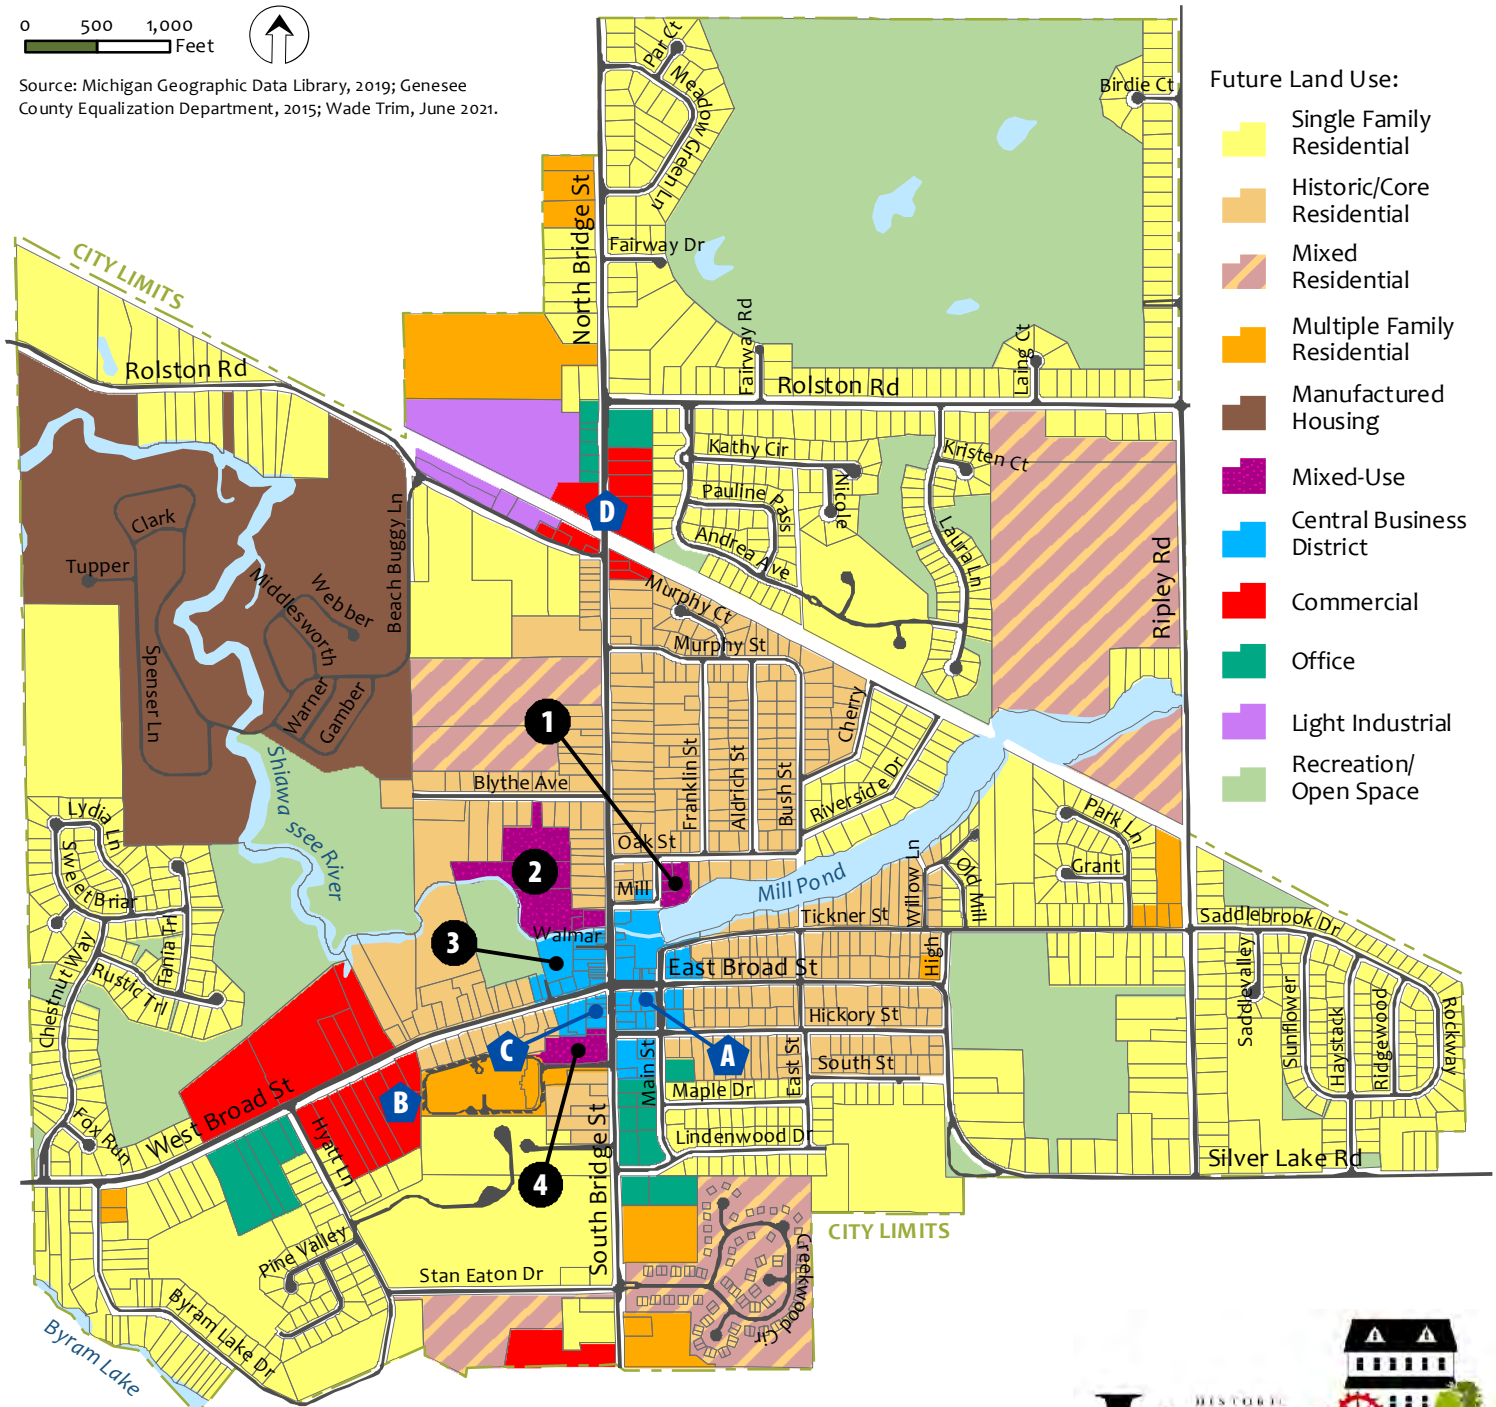 0 500 1,000
Feet
Source: Michigan Geographic Data Library, 2019; Genesee
County Equalization Department, 2015; Wade Trim, June 2021.
Future Land Use:
Single Family
Residential
Historic/Core
Residential
Mixed
Residential
Multiple Family
Residential
Manufactured
Housing
Mixed-Use
Central Business
District
Commercial
Office
Light Industrial
Recreation/
Open Space
Par Ct
Meadow Green Ln
Birdie Ct
North Bridge St
Fairway Dr
CITY LIMITS
Fairway Rd
Laing Ct
Rolston Rd
Rolston Rd
Kathy Cir
Kristen Ct
Nicole
Pauline Pass
Andrea Ave
Laura Ln
D
Beach Buggy Ln
Clark
Tupper
Webber
Middlesworth
Spenser Ln
Warner
Gamber
Murphy Ct
Murphy St
Ripley Rd
1
Cherry
Franklin St
Aldrich St
Bush St
Riverside Dr
Blythe Ave
Shiawa ssee River
Lydia Ln
Sweet Briar
Oak St
Mill
2
Mill Pond
Willow Ln
Old Mill
Park Ln
Grant
Tania Trl
Chestnut Way
Rustic Trl
3
Walmar
Tickner St
East Broad St
High
Saddlebrook Dr
Saddlevalley
Sunflower
Haystack
Ridgewood
Rockway
Hickory St
C
A
Main St
East St
South St
Maple Dr
B
West Broad St
Hyatt Ln
Fox Run
Lindenwood Dr
4
South Bridge St
Silver Lake Rd
CITY LIMITS
Pine Valley
Stan Eaton Dr
Creekwood Cir
Byram Lake Dr
Byram Lake
HISTORIC